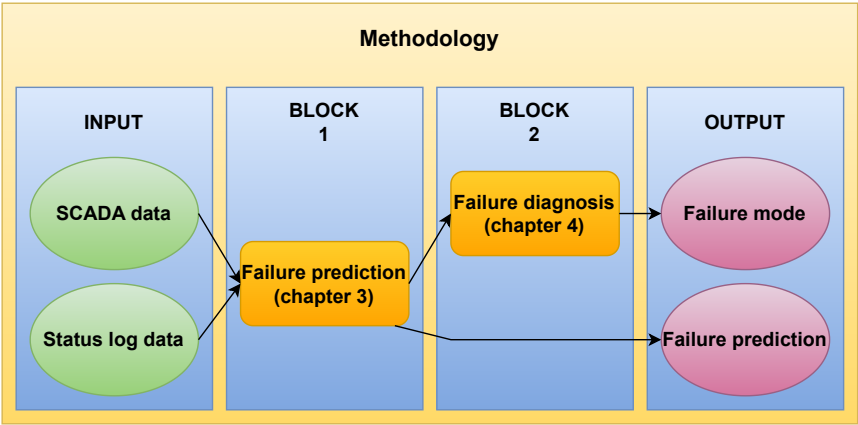 Methodology
INPUT
SCADA data
Status log data
BLOCK
1
Failure prediction
(chapter 3)
BLOCK
2
Failure diagnosis
(chapter 4)
OUTPUT
Failure mode
Failure prediction